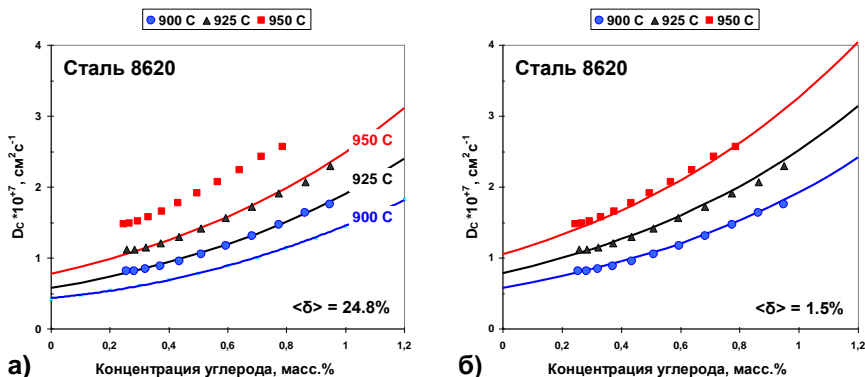 900 C 925 C 950 C
Сталь 8620
Dc *10⁺⁷, см²с⁻¹
4
3
2
1
0
950 C
925 C
900 C
<δ> = 24.8%
0 0,2 0,4 0,6 0,8 1 1,2
Концентрация углерода, масс.%
а)
900 C 925 C 950 C
Сталь 8620
Dc *10⁺⁷, см²с⁻¹
4
3
2
1
0
<δ> = 1.5%
0 0,2 0,4 0,6 0,8 1 1,2
Концентрация углерода, масс.%
б)